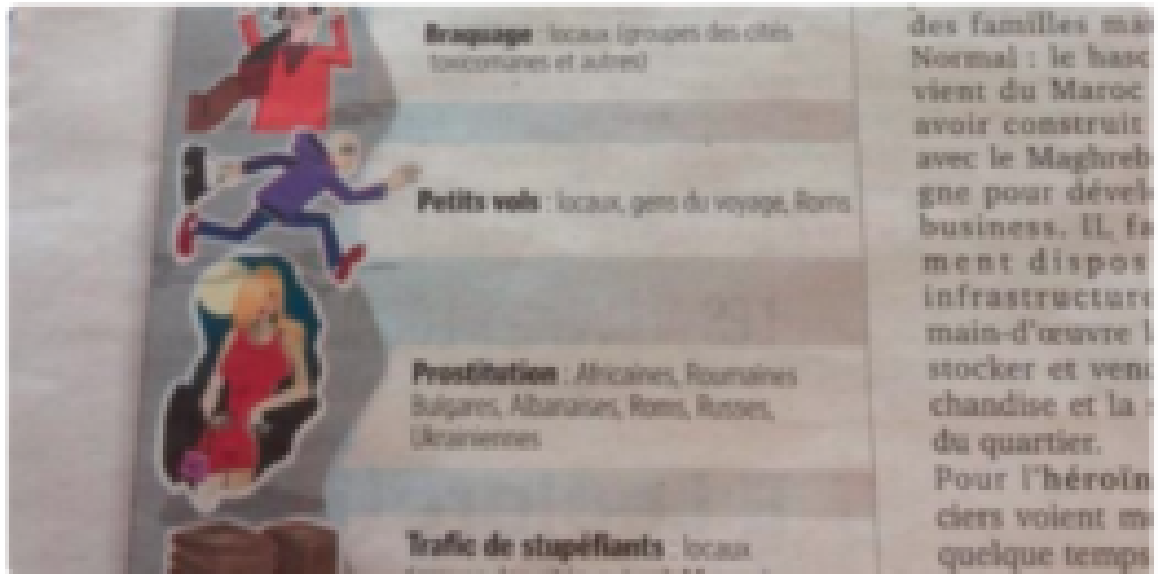 Braquage : locaux (groupes des cités
toxicomanes et autres)
Petits vols : locaux, gens du voyage, Roms
Prostitution : Africaines, Roumaines
Bulgares, Albanaises, Roms, Russes,
Ukrainiennes
Trafic de stupéfiants : locaux
des familles
Normal : le
vient du Maroc
avoir construit
avec le Maghreb
gne pour dével
business. IL fa
ment dispos
infrastructure
main-d'œuvre l
stocker et vend
chandise et la
du quartier.
Pour l'héroïn
ciers voient m
quelque temps